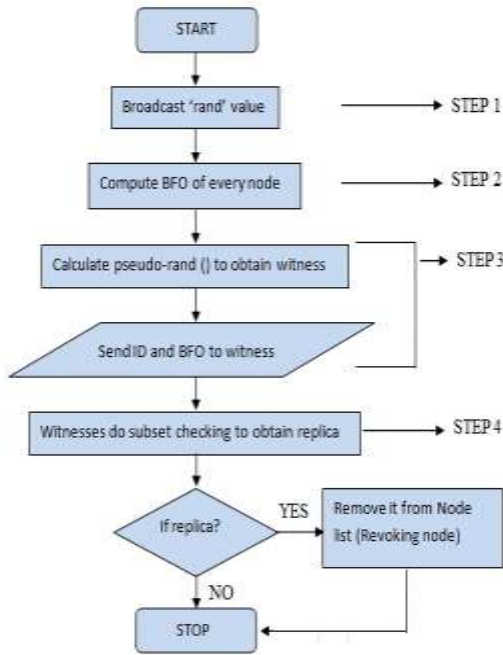 START
Broadcast 'rand' value
STEP 1
Compute BFO of every node
STEP 2
Calculate pseudo-rand () to obtain witness
STEP 3
Send ID and BFO to witness
Witnesses do subset checking to obtain replica
STEP 4
If replica?
YES
Remove it from Node
list (Revoking node)
NO
STOP